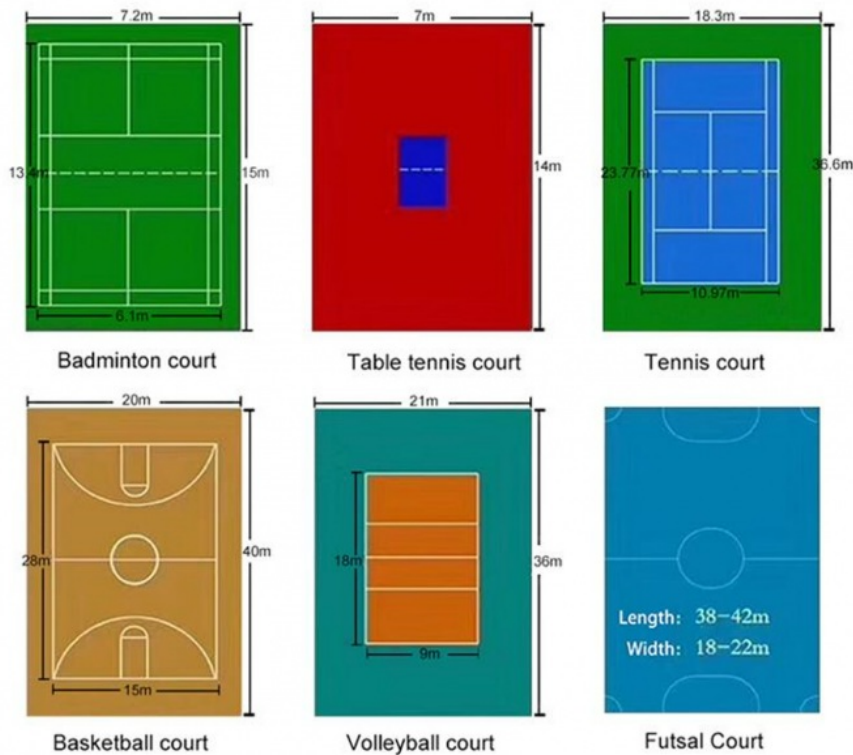 7.2m
7m
18.3m
13.4m
15m
14m
23.77m
36.6m
6.1m
10.97m
Badminton court
Table tennis court
Tennis court
20m
21m
28m
40m
18m
36m
Length: 38-42m
Width: 18-22m
9m
15m
Basketball court
Volleyball court
Futsal Court